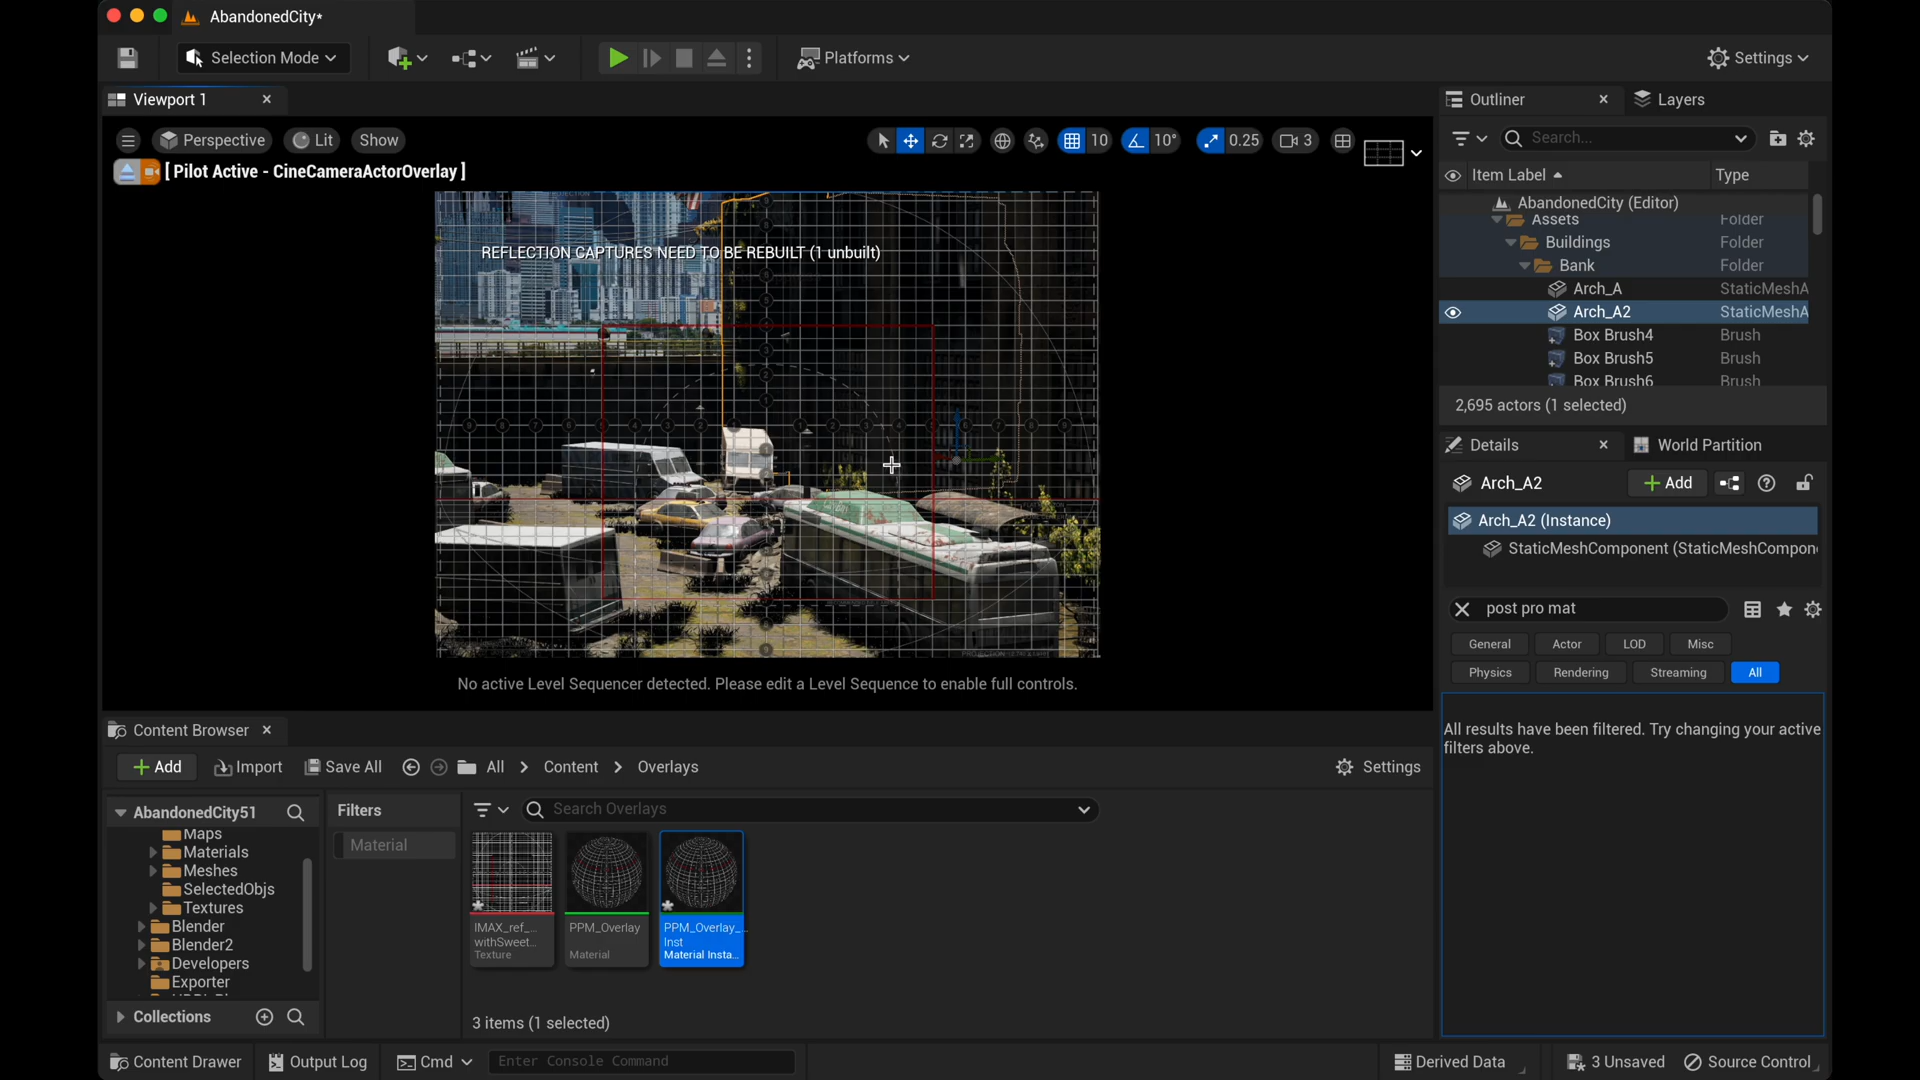 AbandonedCity*
Selection Mode
Platforms
Settings
Viewport 1
Perspective
Lit
Show
10
10°
0.25
3
[ Pilot Active - CineCameraActorOverlay ]
REFLECTION CAPTURES NEED TO BE REBUILT (1 unbuilt)
No active Level Sequencer detected. Please edit a Level Sequence to enable full controls.
Outliner
Layers
Search...
Item Label
Type
AbandonedCity (Editor)
Assets
Folder
Buildings
Folder
Bank
Folder
Arch_A
StaticMeshA
Arch_A2
StaticMeshA
Box Brush4
Brush
Box Brush5
Brush
Box Brush6
Brush
2,695 actors (1 selected)
Details
World Partition
Arch_A2
Add
Arch_A2 (Instance)
StaticMeshComponent (StaticMeshCompon
post pro mat
General
Actor
LOD
Misc
Physics
Rendering
Streaming
All
All results have been filtered. Try changing your active
filters above.
Content Browser
Add
Import
Save All
All
Content
Overlays
Settings
AbandonedCity51
Maps
Materials
Meshes
SelectedObjs
Textures
Blender
Blender2
Developers
Exporter
Collections
Filters
Material
Search Overlays
IMAX_ref_...
withSweet...
Texture
PPM_Overlay
Material
PPM_Overlay_...
Inst
Material Insta...
3 items (1 selected)
Content Drawer
Output Log
Cmd
Enter Console Command
Derived Data
3 Unsaved
Source Control